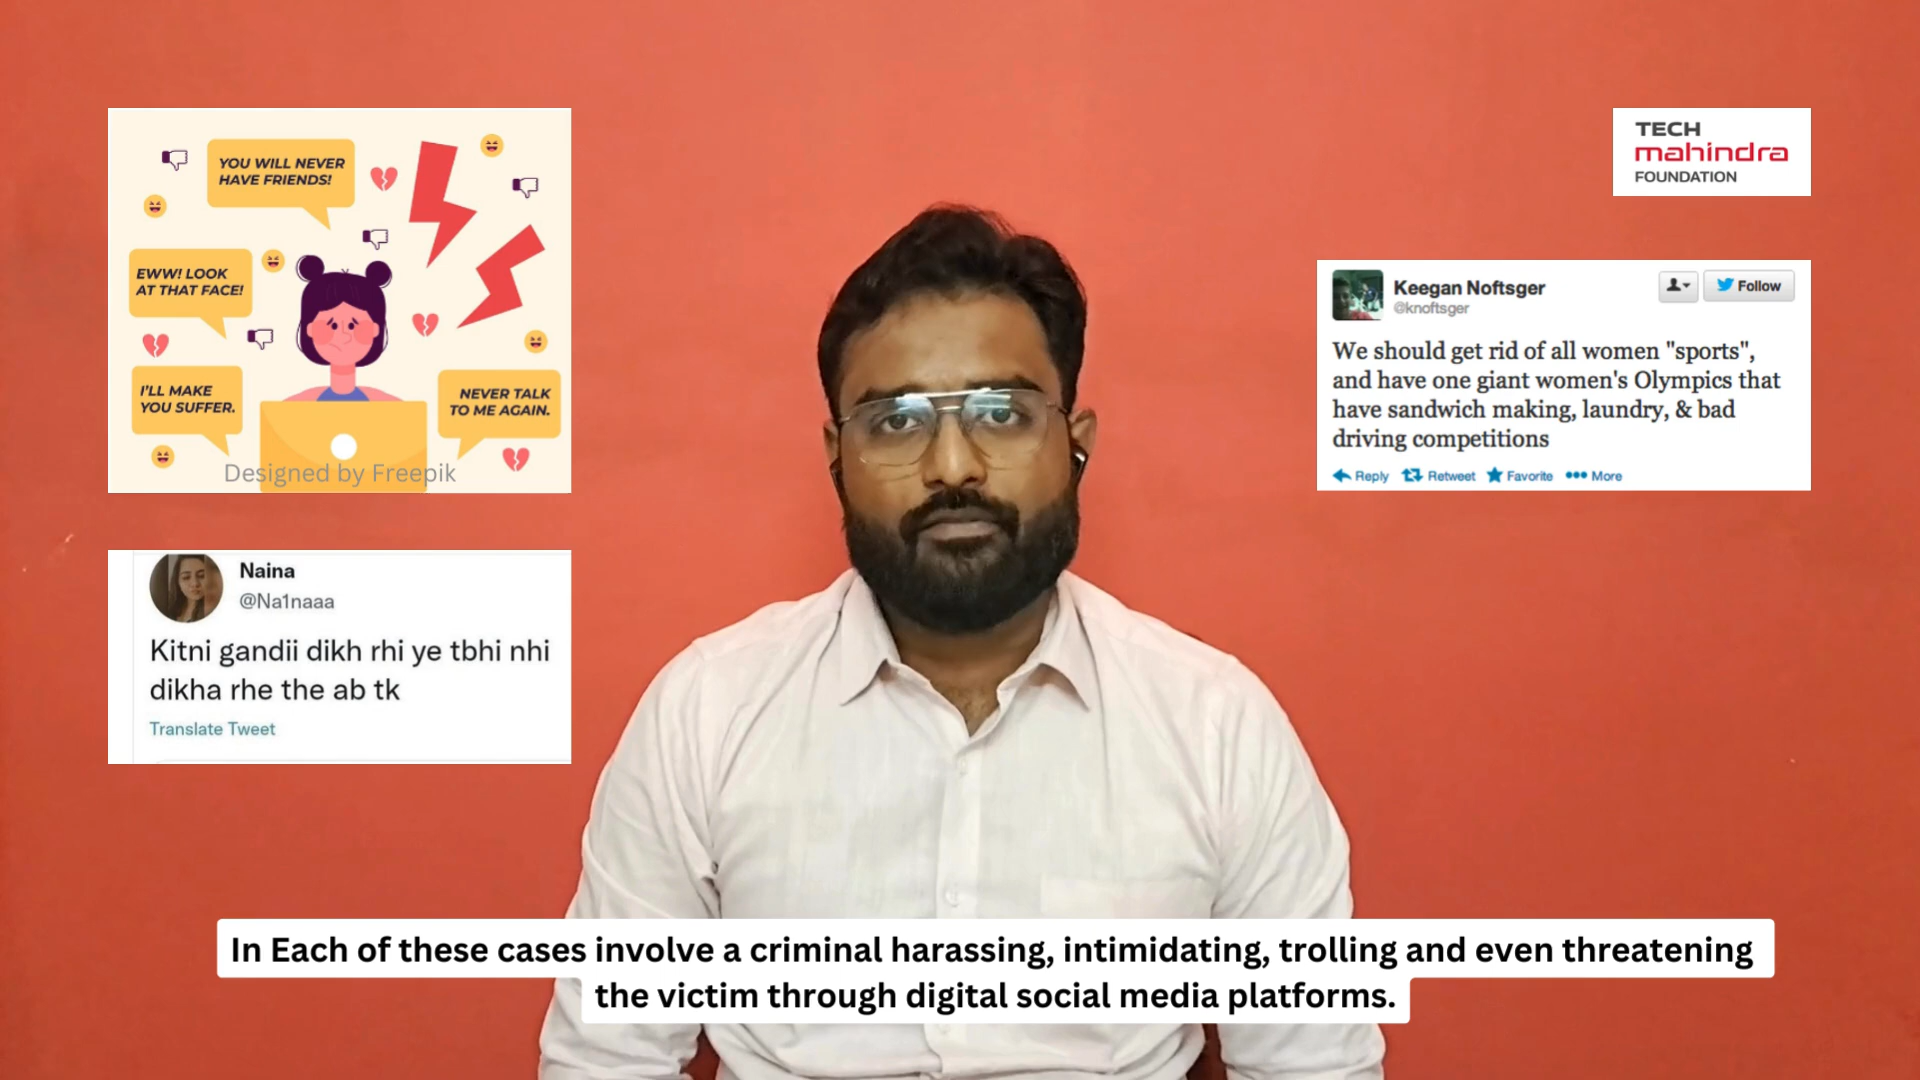 YOU WILL NEVER
HAVE FRIENDS!
EWW! LOOK
AT THAT FACE!
I'LL MAKE
YOU SUFFER.
NEVER TALK
TO ME AGAIN.
Designed by Freepik
Naina
@Na1naaa
Kitni gandii dikh rhi ye tbhi nhi
dikha rhe the ab tk
Translate Tweet
TECH
mahindra
FOUNDATION
Keegan Noftsger
@knoftsger
Follow
We should get rid of all women "sports",
and have one giant women's Olympics that
have sandwich making, laundry, & bad
driving competitions
Reply Retweet Favorite More
In Each of these cases involve a criminal harassing, intimidating, trolling and even threatening
the victim through digital social media platforms.